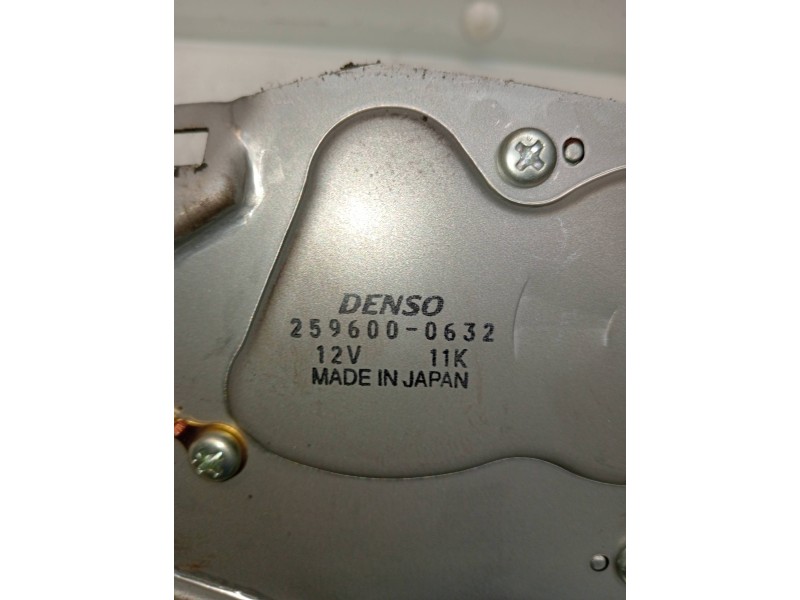 DENSO
259600-0632
12V 11K
MADE IN JAPAN